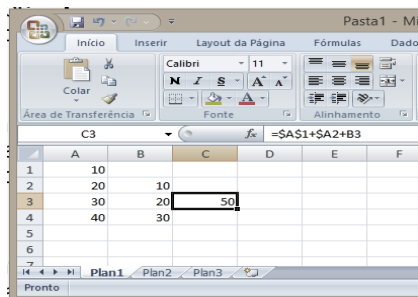 Pasta1 - Mi
Início Inserir Layout da Página Fórmulas Dado
Colar
Calibri 11
N I S A A
A
Área de Transferência Fonte Alinhamento
C3 fx =$A$1+$A2+B3
A B C D E F
1 10
2 20 10
3 30 20 50
4 40 30
5
6
7
Plan1 Plan2 Plan3
Pronto